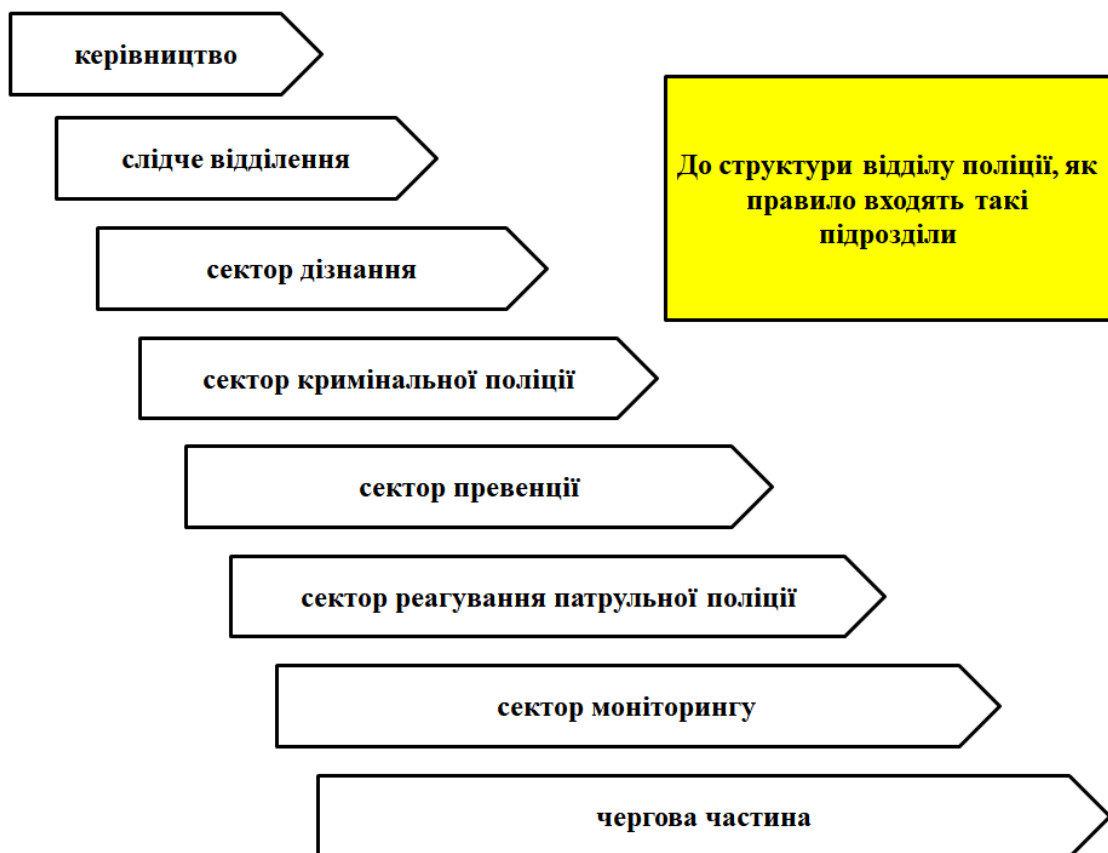 керівництво
слідче відділення
До структури відділу поліції, як
правило входять такі
підрозділи
сектор дізнання
сектор кримінальної поліції
сектор превенції
сектор реагування патрульної поліції
сектор моніторингу
чергова частина